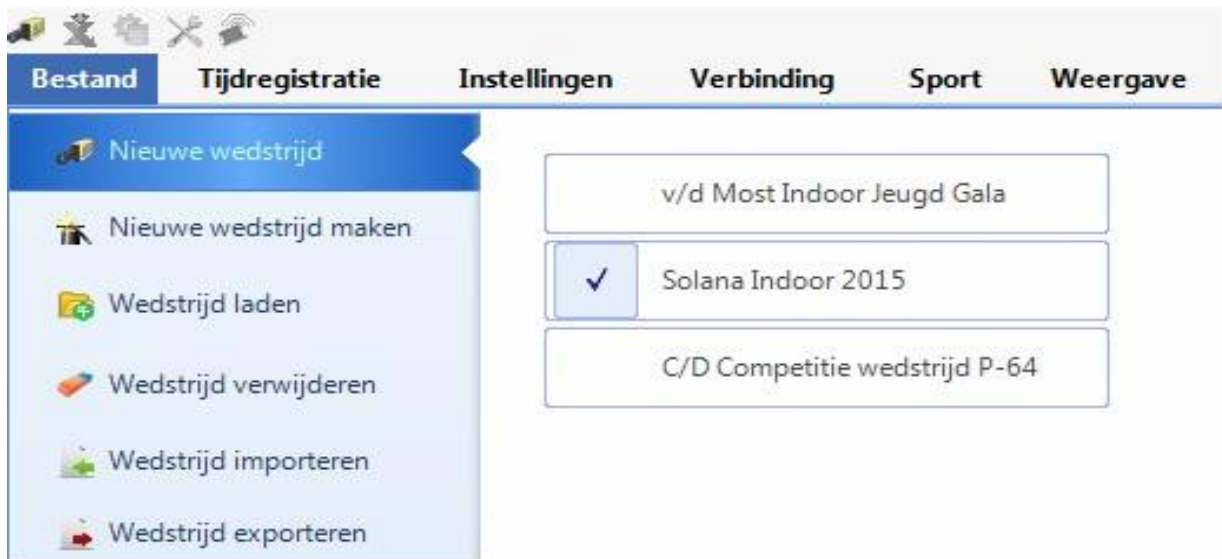 Bestand Tijdregistratie Instellingen Verbinding Sport Weergave
Nieuwe wedstrijd
Nieuwe wedstrijd maken
Wedstrijd laden
Wedstrijd verwijderen
Wedstrijd importeren
Wedstrijd exporteren
v/d Most Indoor Jeugd Gala
Solana Indoor 2015
C/D Competitie wedstrijd P-64